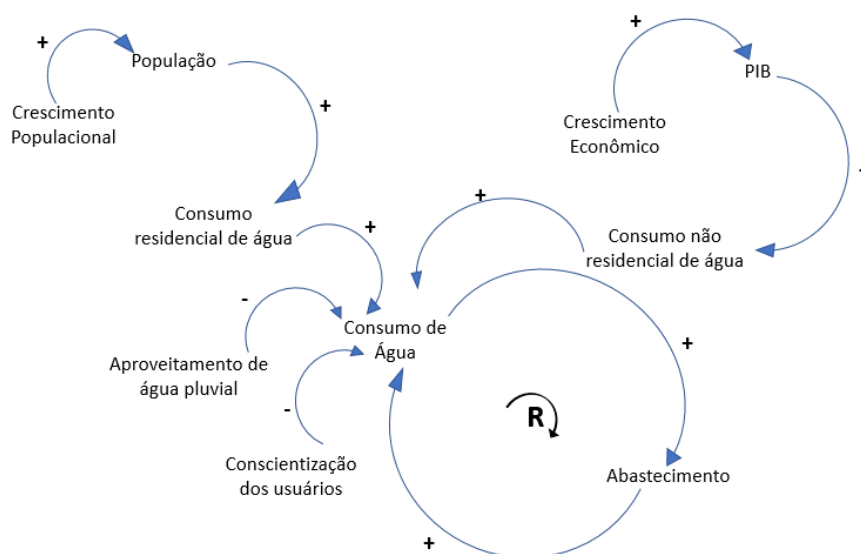 +
População
+
Crescimento
Populacional
+
PIB
Crescimento
Econômico
+
Consumo
residencial de água
+
+
Consumo não
residencial de água
-
Consumo de
Água
+
Aproveitamento de
água pluvial
-
R
Conscientização
dos usuários
Abastecimento
+